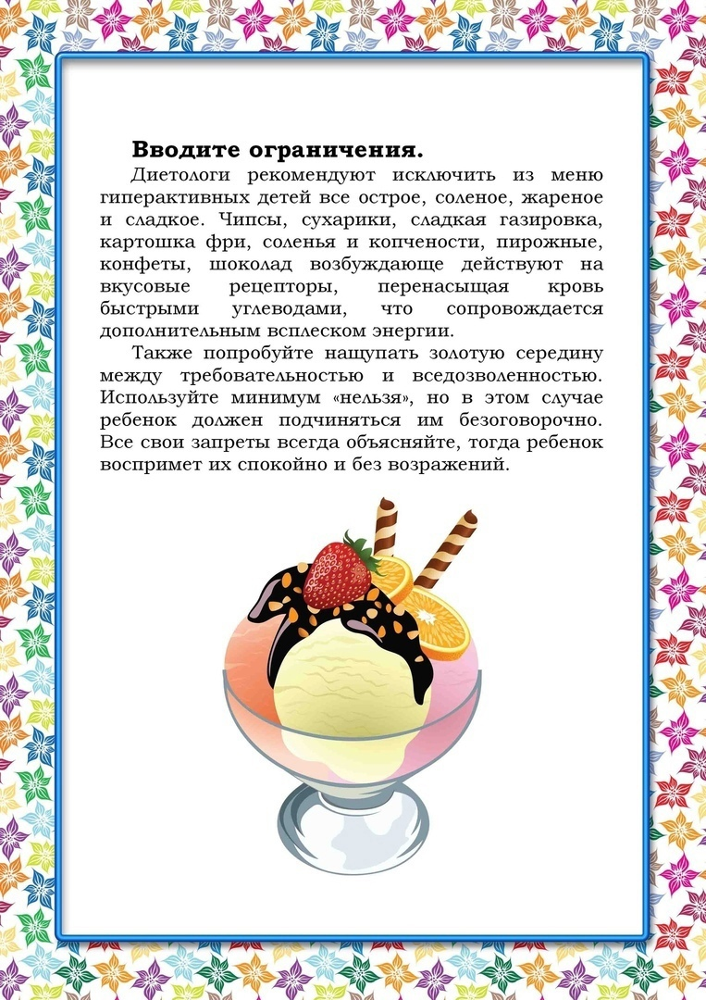 Вводите ограничения.
Диетологи рекомендуют исключить из меню
гиперактивных детей все острое, соленое, жареное
и сладкое. Чипсы, сухарики, сладкая газировка,
картошка фри, соленья и копчености, пирожные,
конфеты, шоколад возбуждающе действуют на
вкусовые рецепторы, перенасыщая кровь
быстрыми углеводами, что сопровождается
дополнительным всплеском энергии.
Также попробуйте нащупать золотую середину
между требовательностью и вседозволенностью.
Используйте минимум «нельзя», но в этом случае
ребенок должен подчиняться им безоговорочно.
Все свои запреты всегда объясняйте, тогда ребенок
воспримет их спокойно и без возражений.